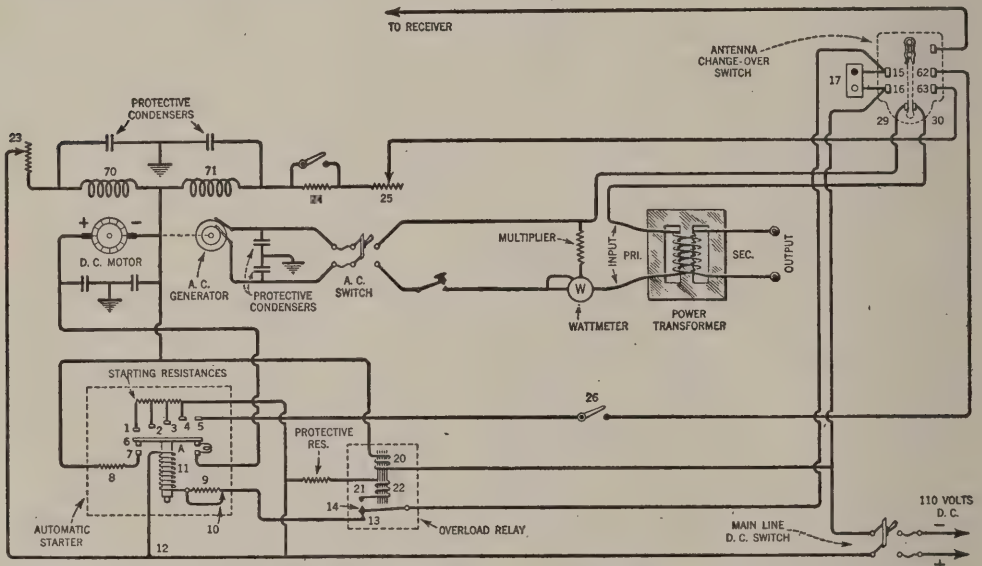 TO RECEIVER
ANTENNA
CHANGE-OVER
SWITCH
17
15
62
16
63
29
30
PROTECTIVE
CONDENSERS
23
70
71
24
25
+
-
D.C. MOTOR
A.C.
GENERATOR
PROTECTIVE
CONDENSERS
A.C.
SWITCH
MULTIPLIER
INPUT
PRI.
SEC.
OUTPUT
W
WATTMETER
POWER
TRANSFORMER
STARTING RESISTANCES
1
2
3
4
5
6
7
A
8
11
9
10
12
AUTOMATIC
STARTER
PROTECTIVE
RES.
20
21
22
14
13
OVERLOAD RELAY
26
MAIN LINE
D.C. SWITCH
110 VOLTS
D.C.
-
+